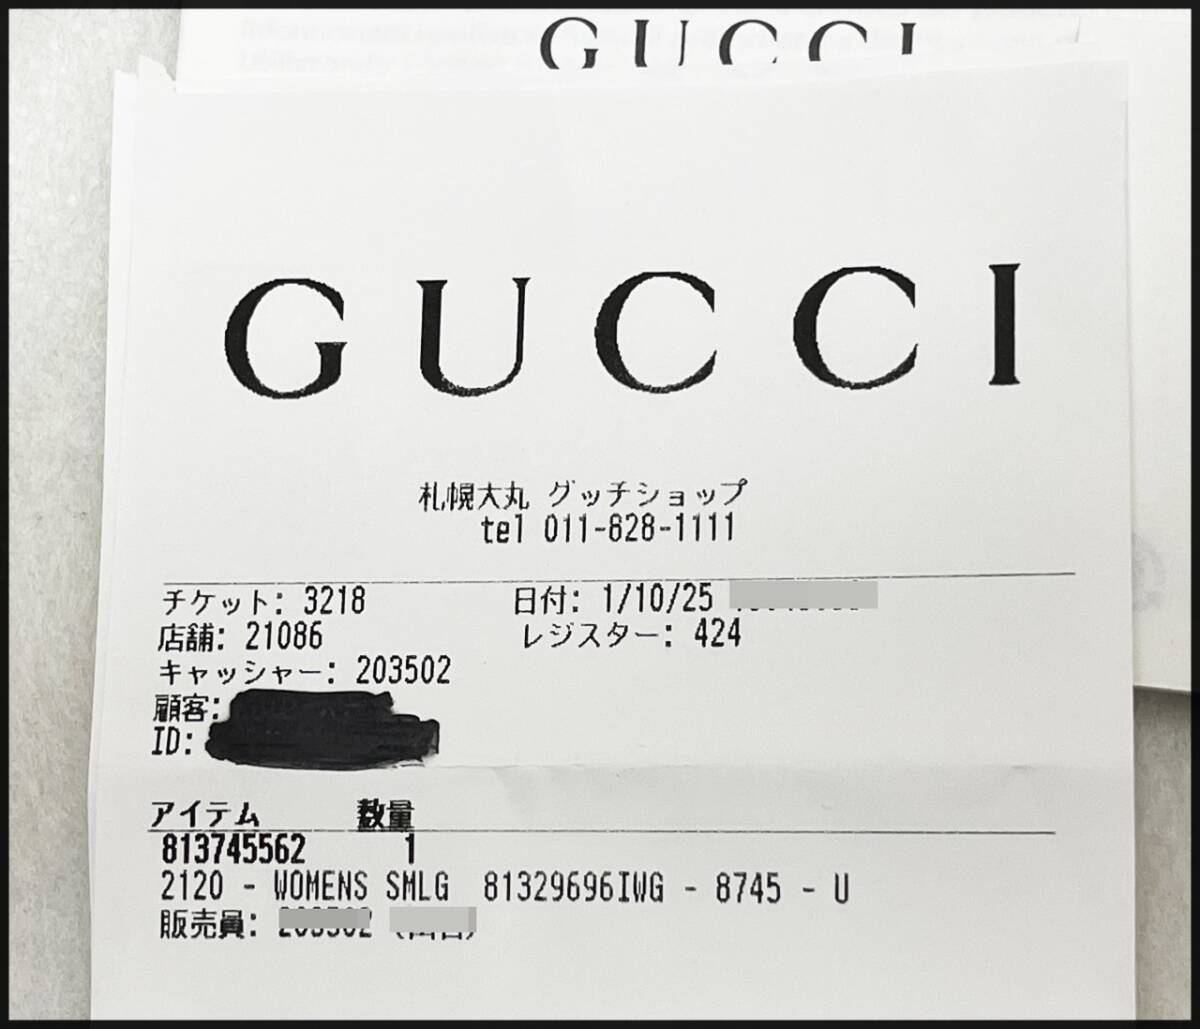 GUCCI
GUCCI
札幌大丸 グッチショップ
tel 011-828-1111
チケット: 3218 日付: 1/10/25
店舗: 21086 レジスター: 424
キャッシャー: 203502
顧客:
ID:
アイテム 数量
813745562 1
2120 - WOMENS SMLG 81329696IWG - 8745 - U
販売員: